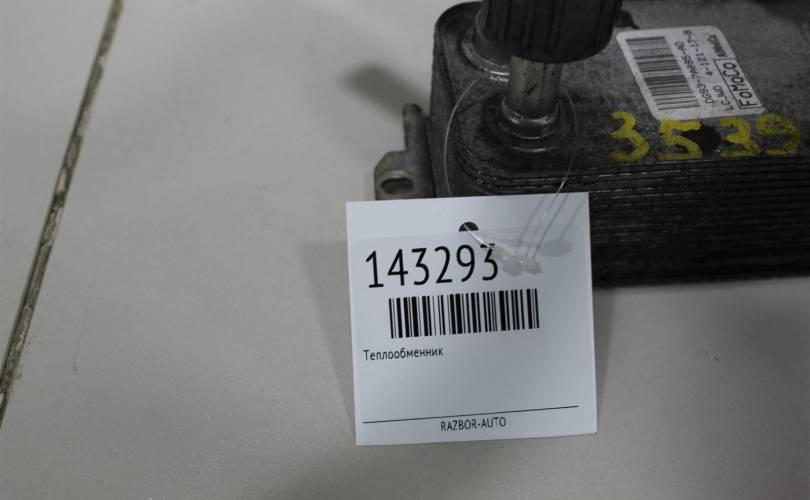 FoMoCo
3539
143293
Теплообменник
RAZBOR-AUTO